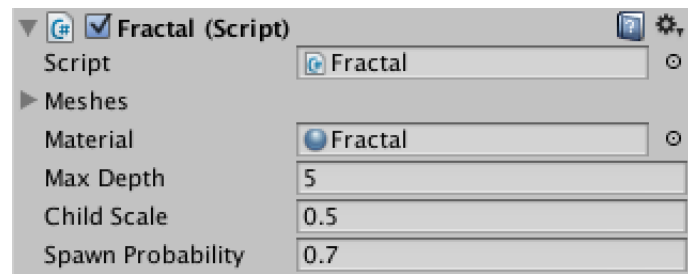 Fractal (Script)
Script Fractal
Meshes
Material Fractal
Max Depth 5
Child Scale 0.5
Spawn Probability 0.7